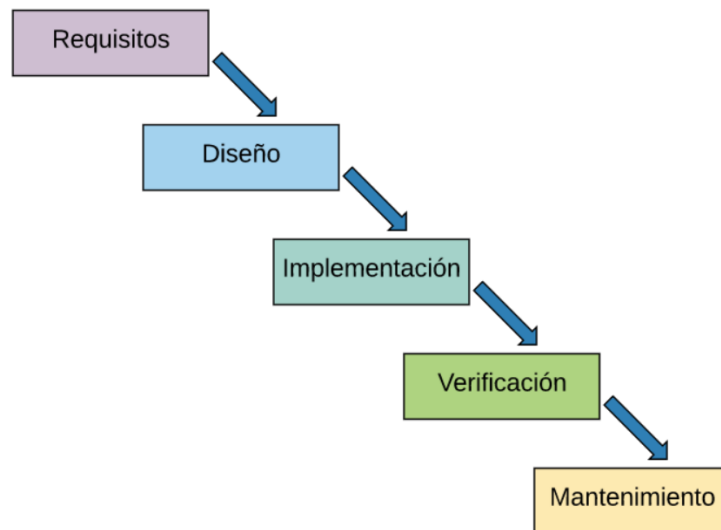 Requisitos
Diseño
Implementación
Verificación
Mantenimiento